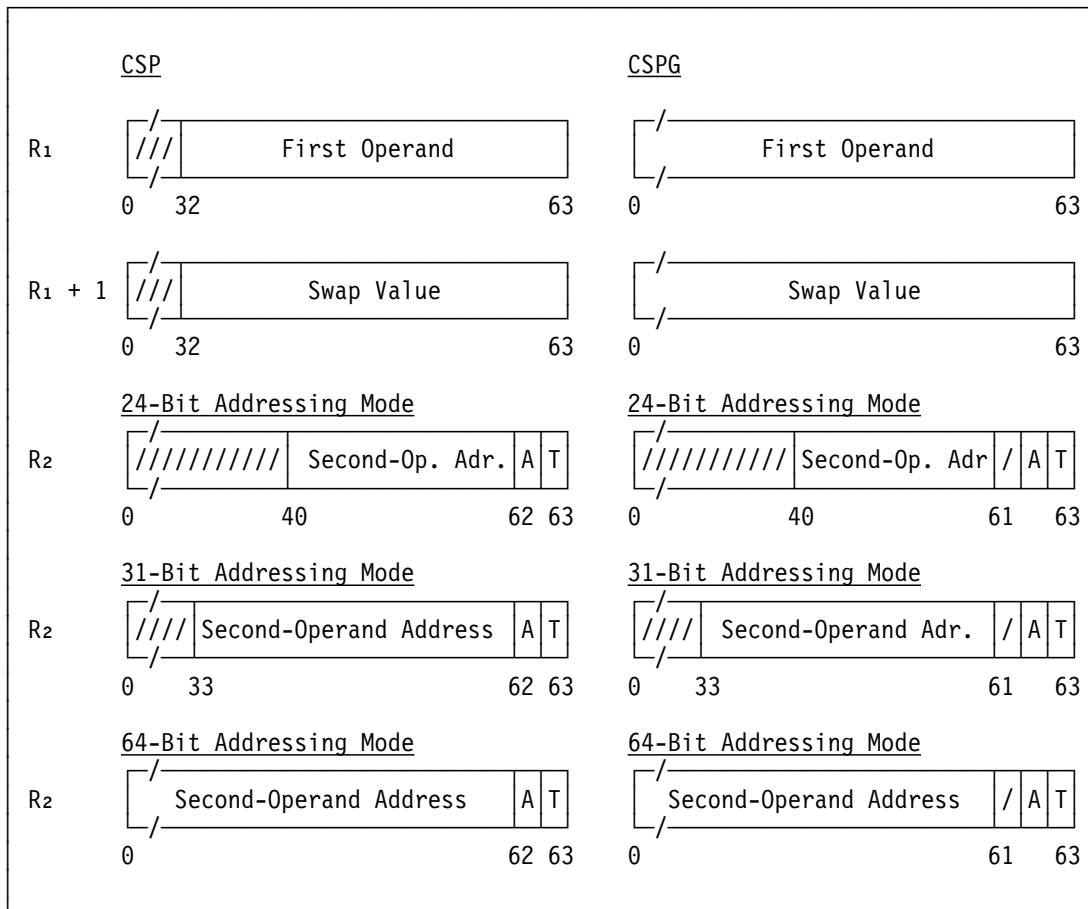 CSP CSPG
R₁ /// First Operand First Operand
0 32 63 0 63
R₁ + 1 /// Swap Value Swap Value
0 32 63 0 63
24-Bit Addressing Mode 24-Bit Addressing Mode
R₂ /////////// Second-Op. Adr. A T /////////// Second-Op. Adr / A T
0 40 62 63 0 40 61 63
31-Bit Addressing Mode 31-Bit Addressing Mode
R₂ //// Second-Operand Address A T //// Second-Operand Adr. / A T
0 33 62 63 0 33 61 63
64-Bit Addressing Mode 64-Bit Addressing Mode
R₂ Second-Operand Address A T Second-Operand Address / A T
0 62 63 0 61 63